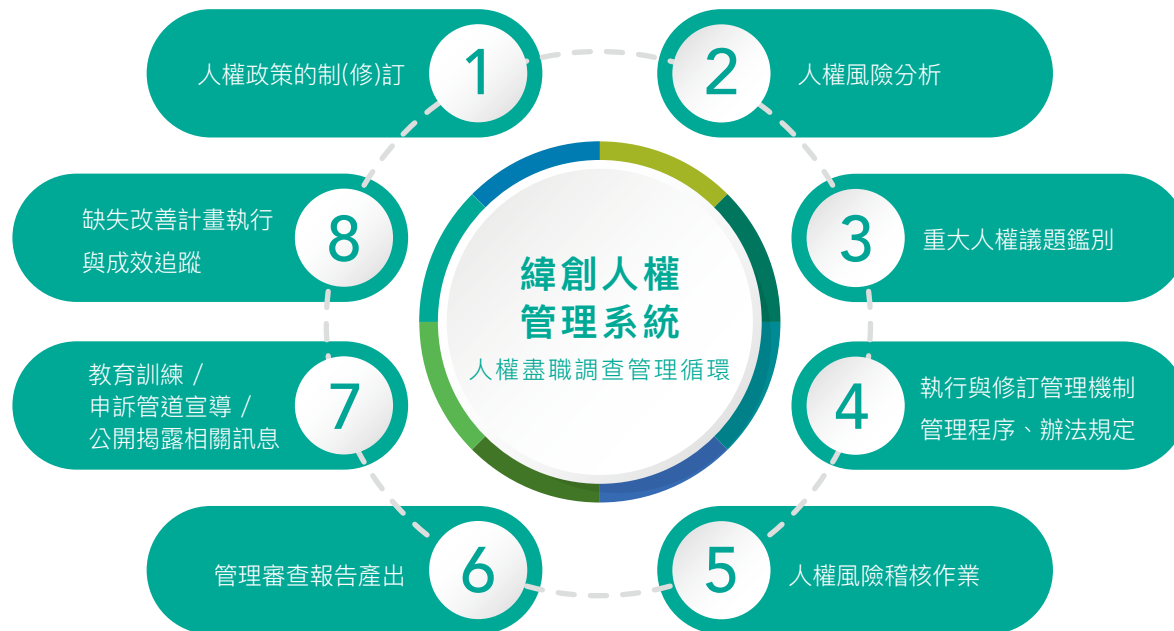 1
人權政策的制(修)訂
2
人權風險分析
3
重大人權議題鑑別
4
執行與修訂管理機制
管理程序、辦法規定
5
人權風險稽核作業
6
管理審查報告產出
7
教育訓練 /
申訴管道宣導 /
公開揭露相關訊息
8
缺失改善計畫執行
與成效追蹤
緯創人權
管理系統
人權盡職調查管理循環